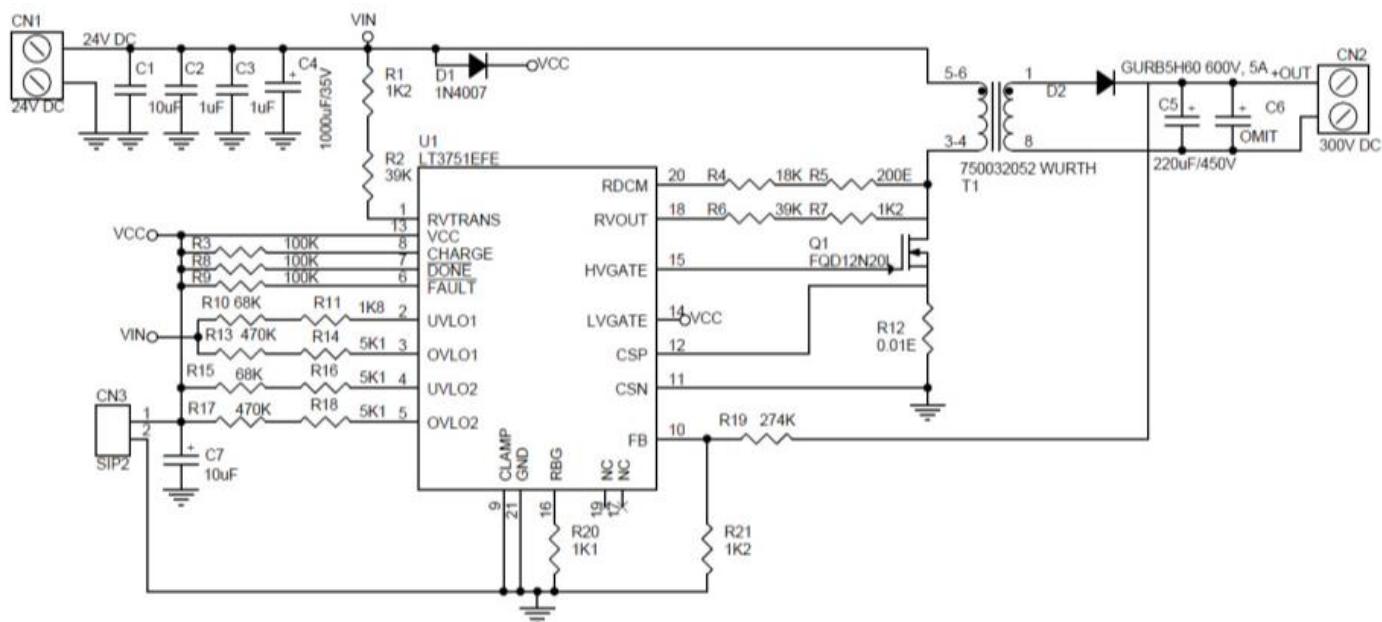 CN1
24V DC
24V DC
C1
10uF
C2
1uF
C3
1uF
C4
1000uF/35V
VIN
R1
1K2
D1
1N4007
VCC
R2
39K
U1
LT3751EFE
RVTRANS
VCC
CHARGE
DONE
FAULT
UVLO1
OVLO1
UVLO2
OVLO2
RDCM
RVOUT
HVGATE
LVGATE
CSP
CSN
FB
CLAMP
GND
RBG
NC
NC
1
13
8
7
6
2
3
4
5
20
18
15
14
12
11
10
9
21
16
19
17
VCC
R3 100K
R8 100K
R9 100K
R10 68K R11 1K8
VIN
R13 470K R14 5K1
R15 68K R16 5K1
R17 470K R18 5K1
CN3
1
2
SIP2
C7
10uF
R4 18K R5 200E
R6 39K R7 1K2
Q1
FQD12N20L
VCC
R12
0.01E
R19 274K
R20
1K1
R21
1K2
5-6
3-4
1
8
750032052 WURTH
T1
D2
GURB5H60 600V, 5A
+OUT
C5
220uF/450V
C6
OMIT
CN2
300V DC